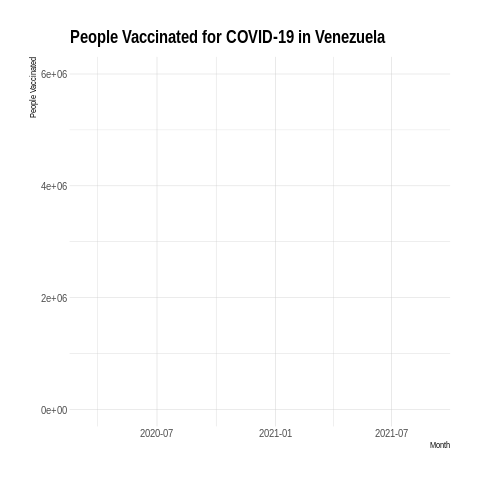 People Vaccinated for COVID-19 in Venezuela
People Vaccinated
6e+06
4e+06
2e+06
0e+00
2020-07 2021-01 2021-07
Month